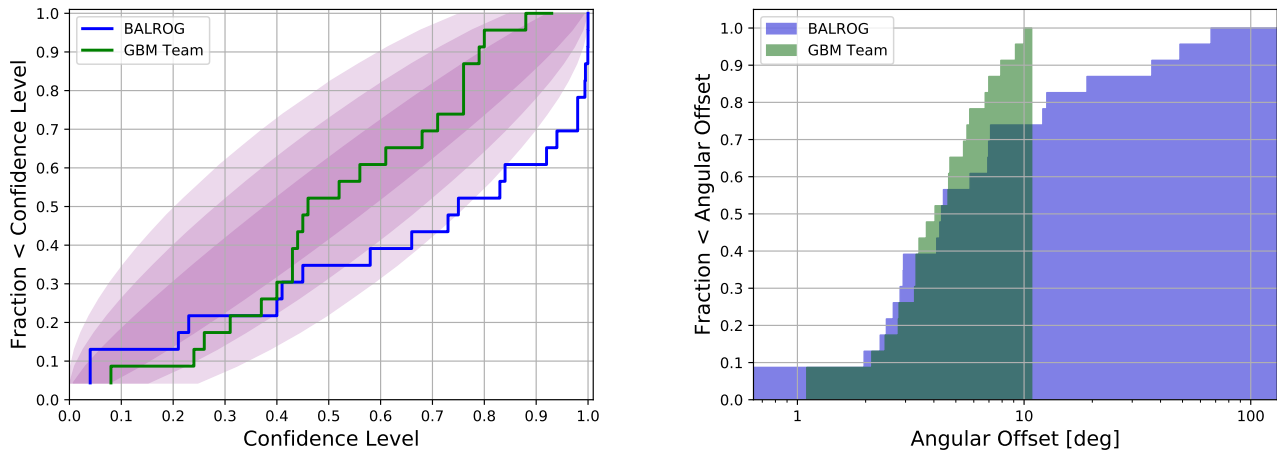 BALROG
GBM Team
Fraction < Confidence Level
1.0
0.9
0.8
0.7
0.6
0.5
0.4
0.3
0.2
0.1
0.0
0.0 0.1 0.2 0.3 0.4 0.5 0.6 0.7 0.8 0.9 1.0
Confidence Level
BALROG
GBM Team
Fraction < Angular Offset
1.0
0.9
0.8
0.7
0.6
0.5
0.4
0.3
0.2
0.1
0.0
1 10 100
Angular Offset [deg]